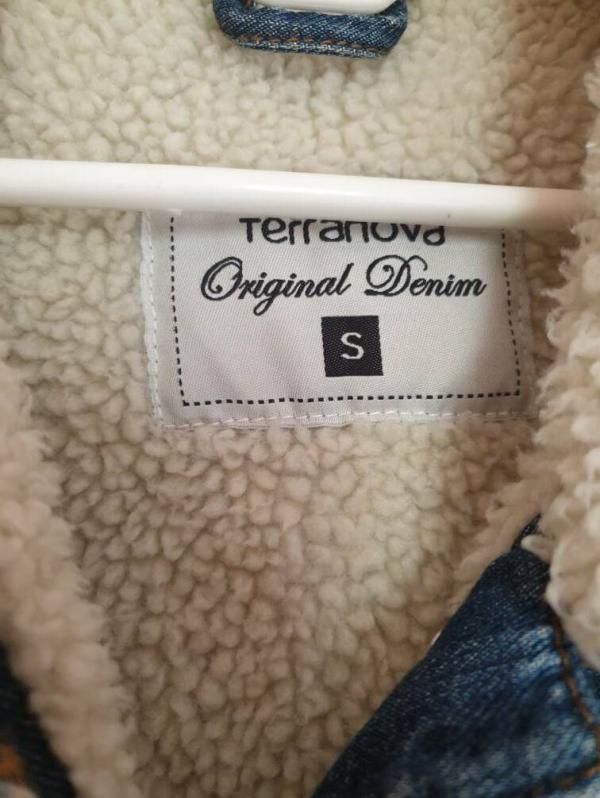 Terranova
Original Denim
S